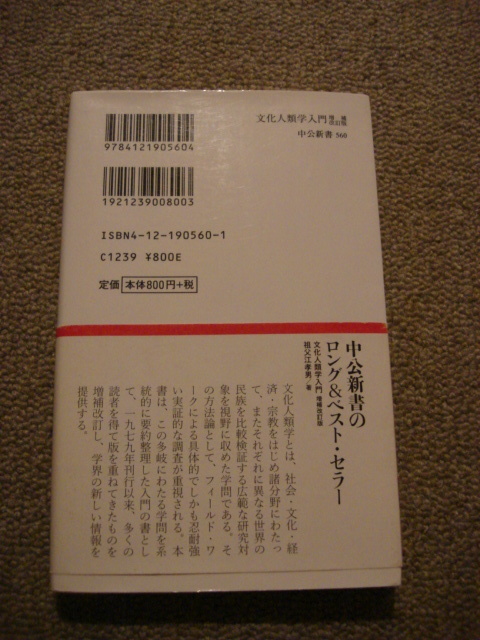 文化人類学入門 増補改訂版
中公新書 560
9784121905604
1921239008003
ISBN4-12-190560-1
C1239 ¥800E
定価 本体800円+税
中公新書の
ロング&ベスト・セラー
文化人類学入門 増補改訂版
祖父江孝男/著
文化人類学とは、社会・文化・経
済・宗教をはじめ諸分野にわたっ
て、またそれぞれに異なる世界の
民族を比較検証する広範な研究対
象を視野に収めた学問である。そ
の方法論として、フィールド・ワ
ークによる具体的でしかも忍耐強
い実証的な調査が重視される。本
書は、この多岐にわたる学問を系
統的に要約整理した入門の書とし
て、一九七九年刊行以来、多くの
読者を得て版を重ねてきたものを
増補改訂し、学界の新しい情報を
提供する。